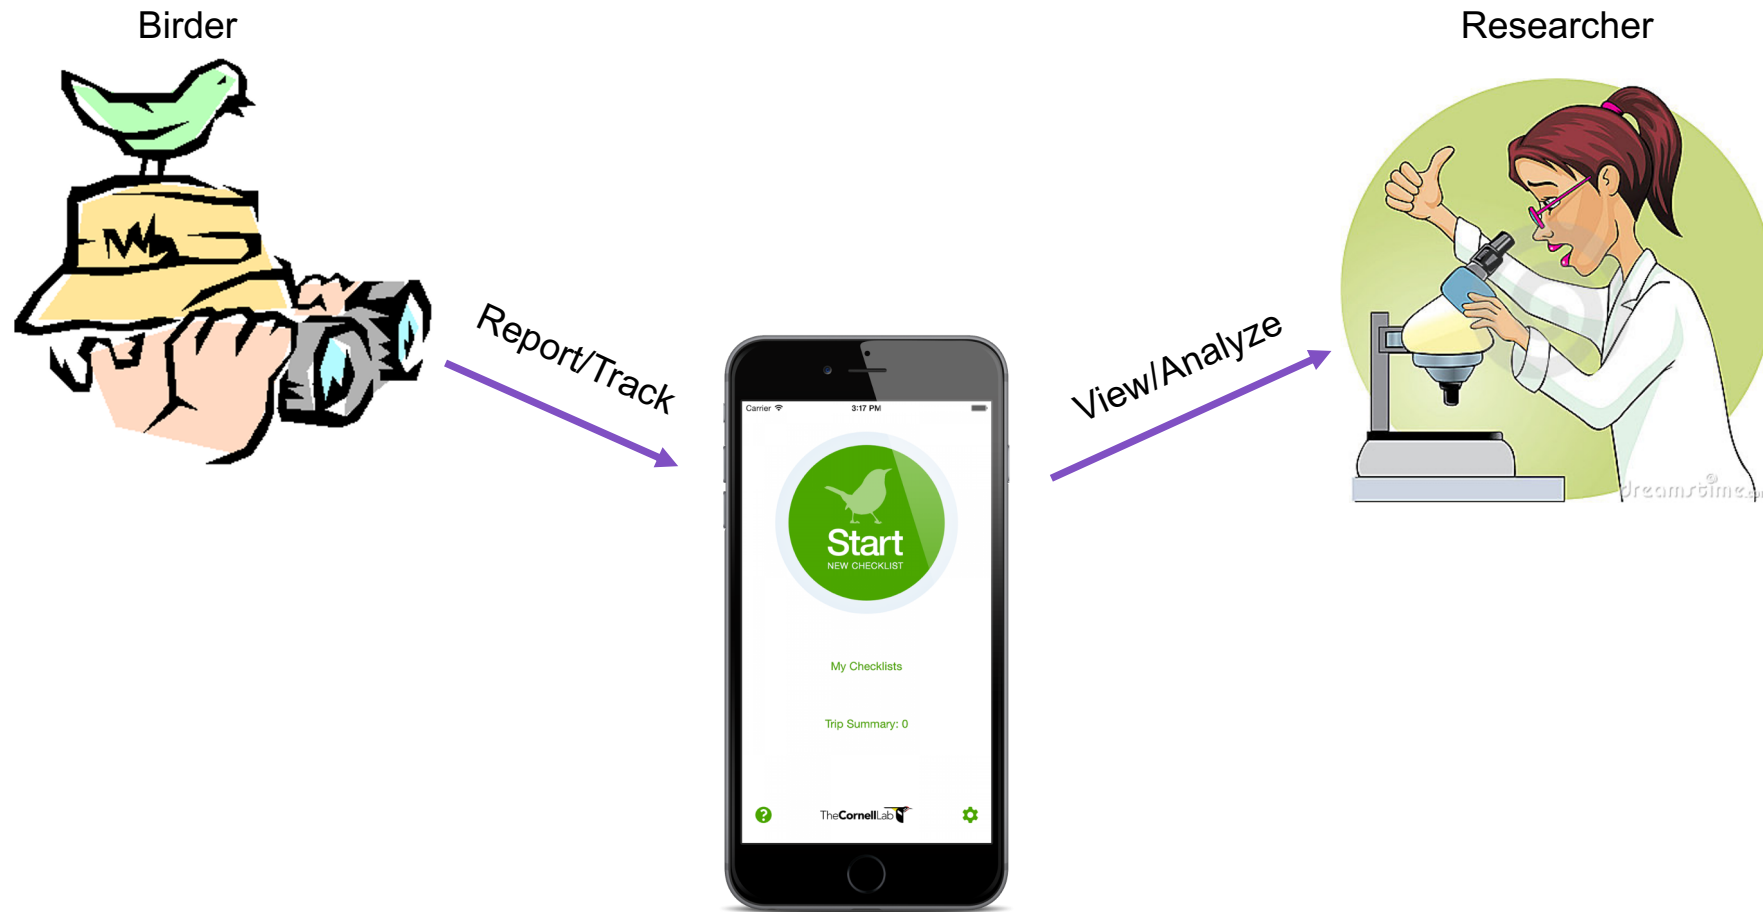 Birder
Researcher
Report/Track
View/Analyze
Carrier
3:17 PM
Start
NEW CHECKLIST
My Checklists
Trip Summary: 0
?
TheCornellLab
dreamstime.com